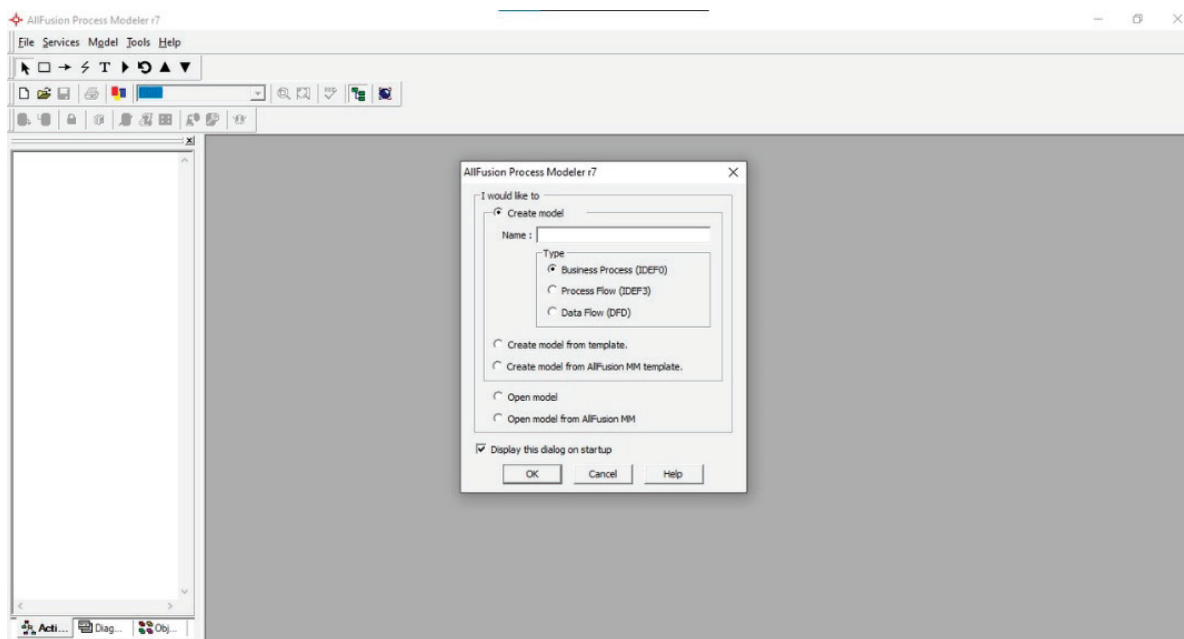 AllFusion Process Modeler r7
File Services Model Tools Help
T
AllFusion Process Modeler r7
I would like to
Create model
Name :
Type
Business Process (IDEF0)
Process Flow (IDEF3)
Data Flow (DFD)
Create model from template.
Create model from AllFusion MM template.
Open model
Open model from AllFusion MM
Display this dialog on startup
OK Cancel Help
Acti... Diag... Obj...